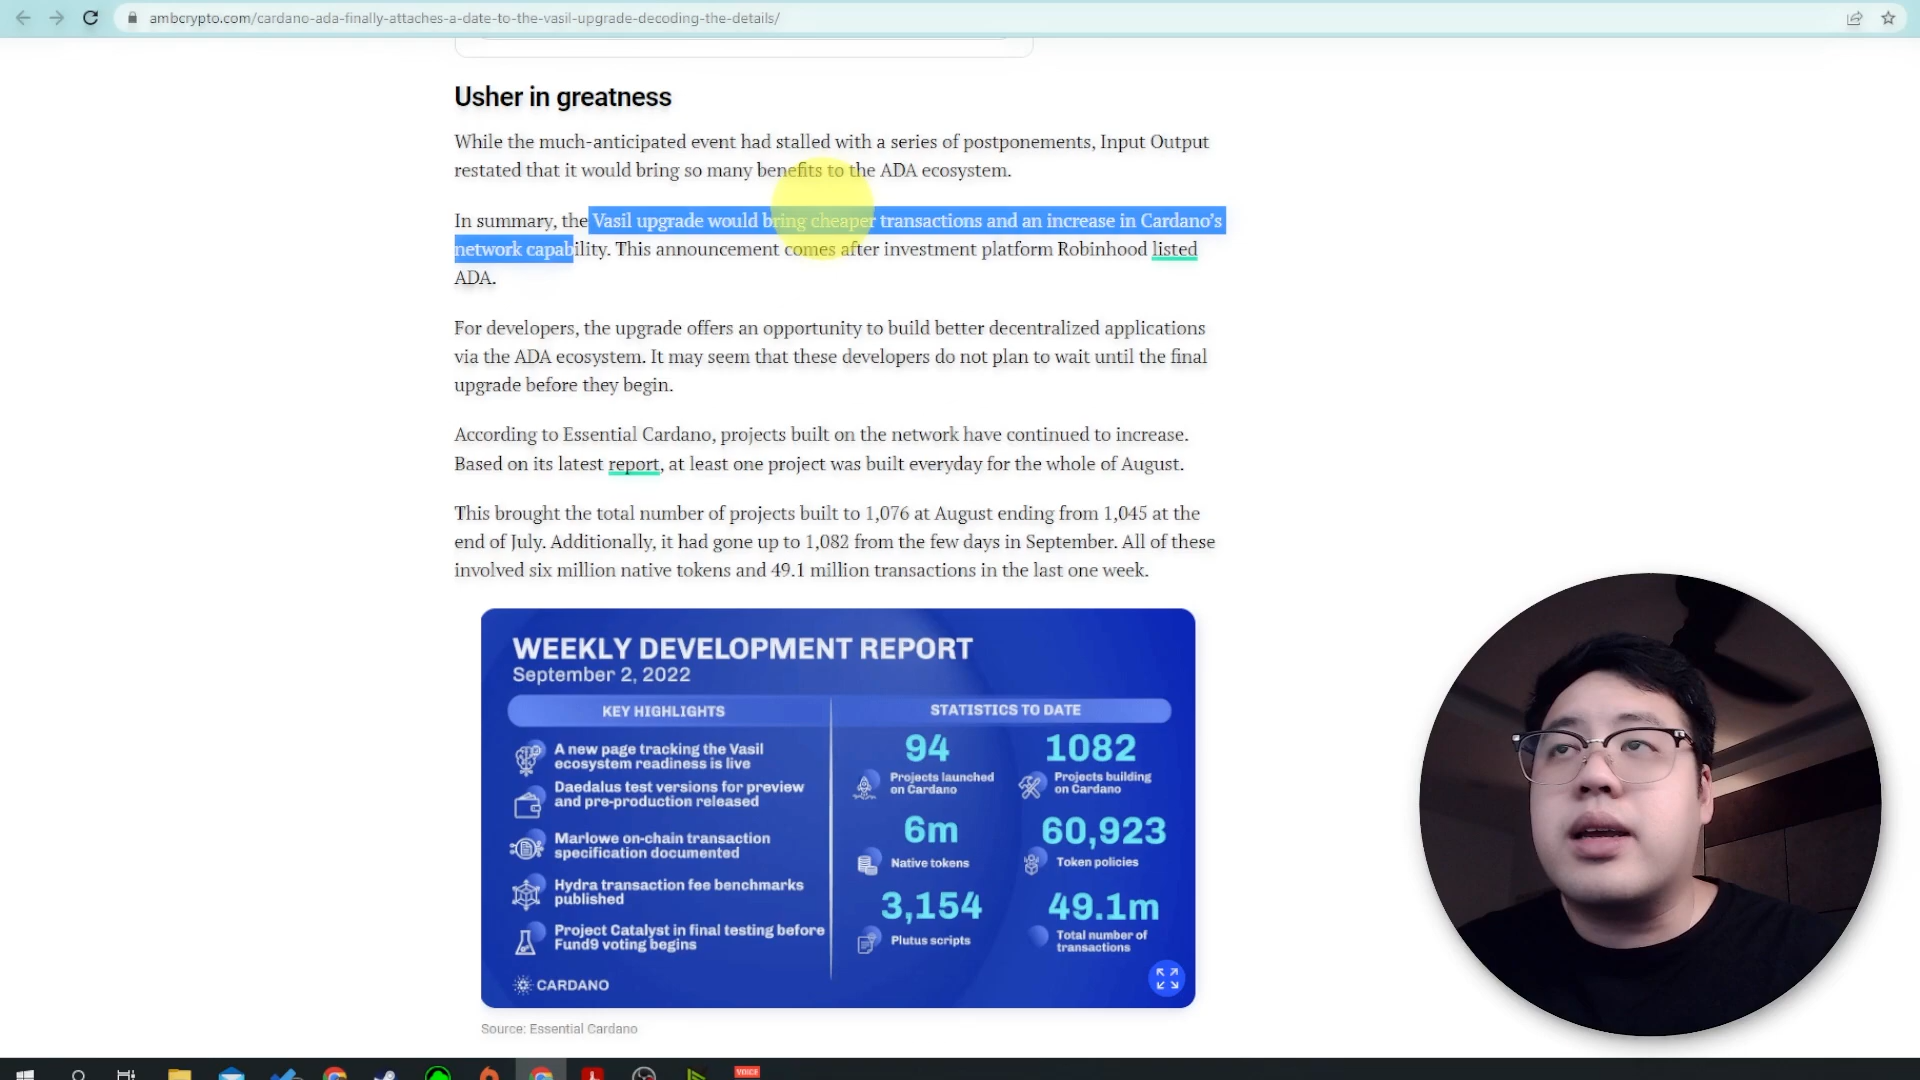 ambcrypto.com/cardano-ada-finally-attaches-a-date-to-the-vasil-upgrade-decoding-the-details/
Usher in greatness
While the much-anticipated event had stalled with a series of postponements, Input Output
restated that it would bring so many benefits to the ADA ecosystem.
In summary, the Vasil upgrade would bring cheaper transactions and an increase in Cardano’s
network capability. This announcement comes after investment platform Robinhood listed
ADA.
For developers, the upgrade offers an opportunity to build better decentralized applications
via the ADA ecosystem. It may seem that these developers do not plan to wait until the final
upgrade before they begin.
According to Essential Cardano, projects built on the network have continued to increase.
Based on its latest report, at least one project was built everyday for the whole of August.
This brought the total number of projects built to 1,076 at August ending from 1,045 at the
end of July. Additionally, it had gone up to 1,082 from the few days in September. All of these
involved six million native tokens and 49.1 million transactions in the last one week.
WEEKLY DEVELOPMENT REPORT
September 2, 2022
KEY HIGHLIGHTS
A new page tracking the Vasil
ecosystem readiness is live
Daedalus test versions for preview
and pre-production released
Marlowe on-chain transaction
specification documented
Hydra transaction fee benchmarks
published
Project Catalyst in final testing before
Fund9 voting begins
CARDANO
STATISTICS TO DATE
94
Projects launched
on Cardano
1082
Projects building
on Cardano
6m
Native tokens
60,923
Token policies
3,154
Plutus scripts
49.1m
Total number of
transactions
Source: Essential Cardano
VOICE